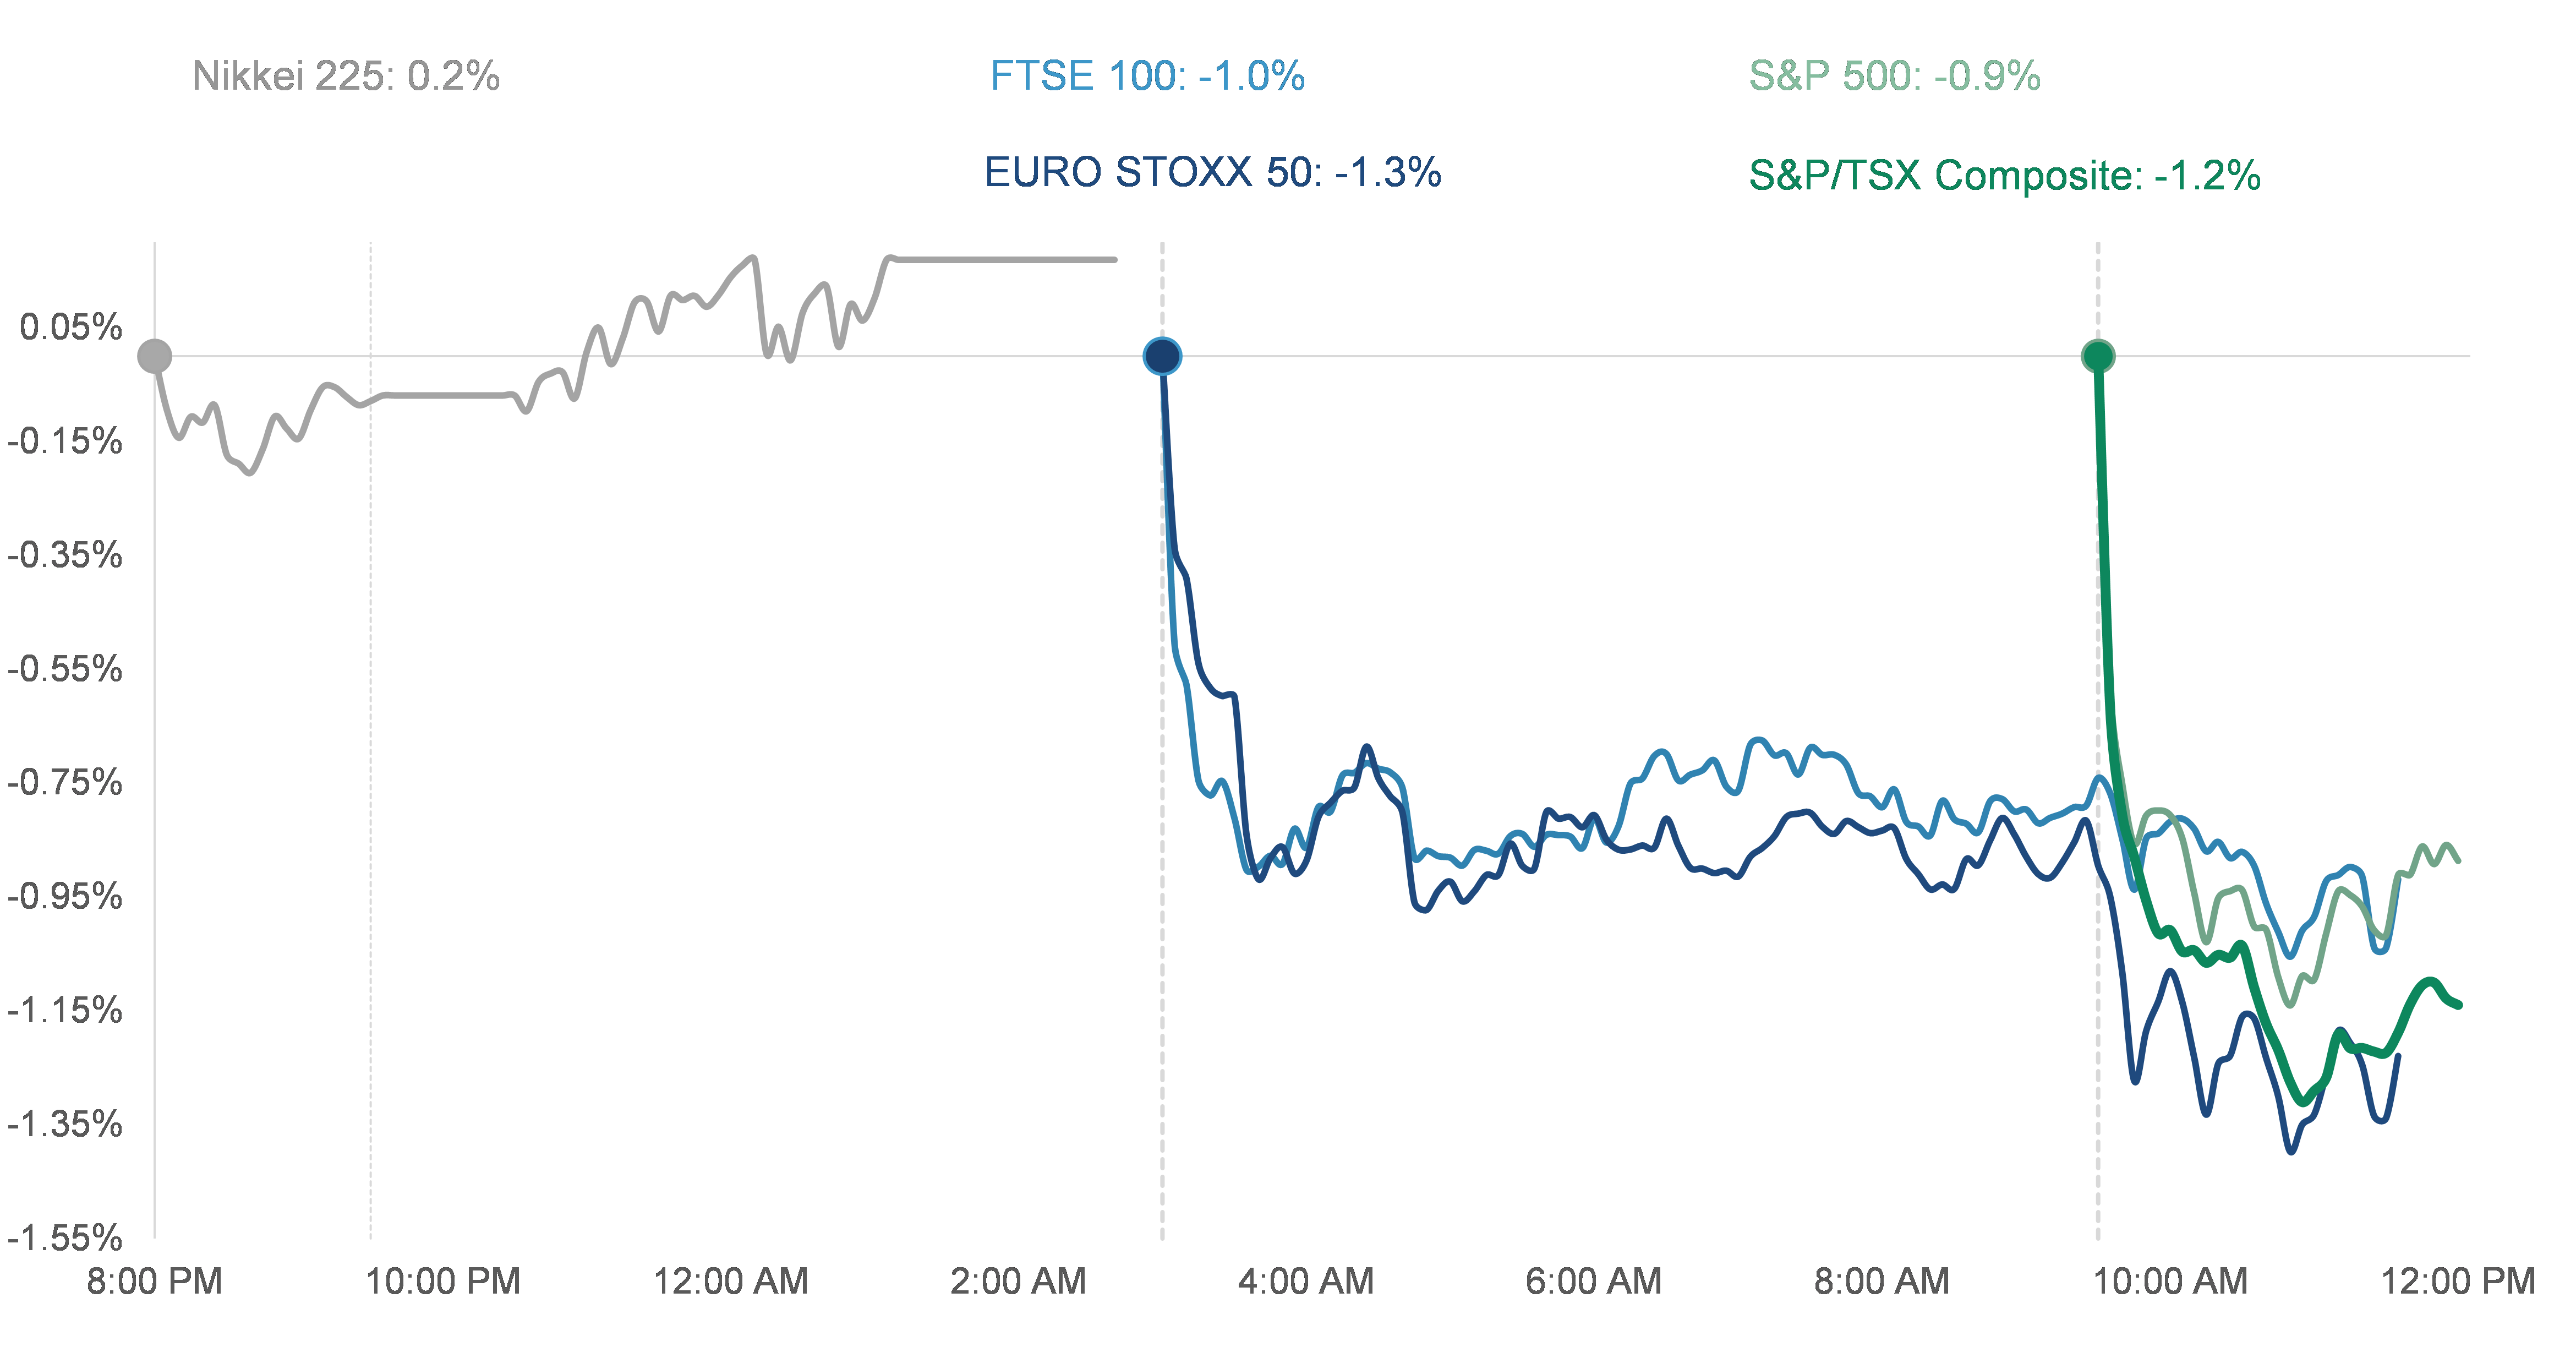 Nikkei 225: 0.2%
FTSE 100: -1.0%
S&P 500: -0.9%
EURO STOXX 50: -1.3%
S&P/TSX Composite: -1.2%
0.05%
-0.15%
-0.35%
-0.55%
-0.75%
-0.95%
-1.15%
-1.35%
-1.55%
8:00 PM
10:00 PM
12:00 AM
2:00 AM
4:00 AM
6:00 AM
8:00 AM
10:00 AM
12:00 PM